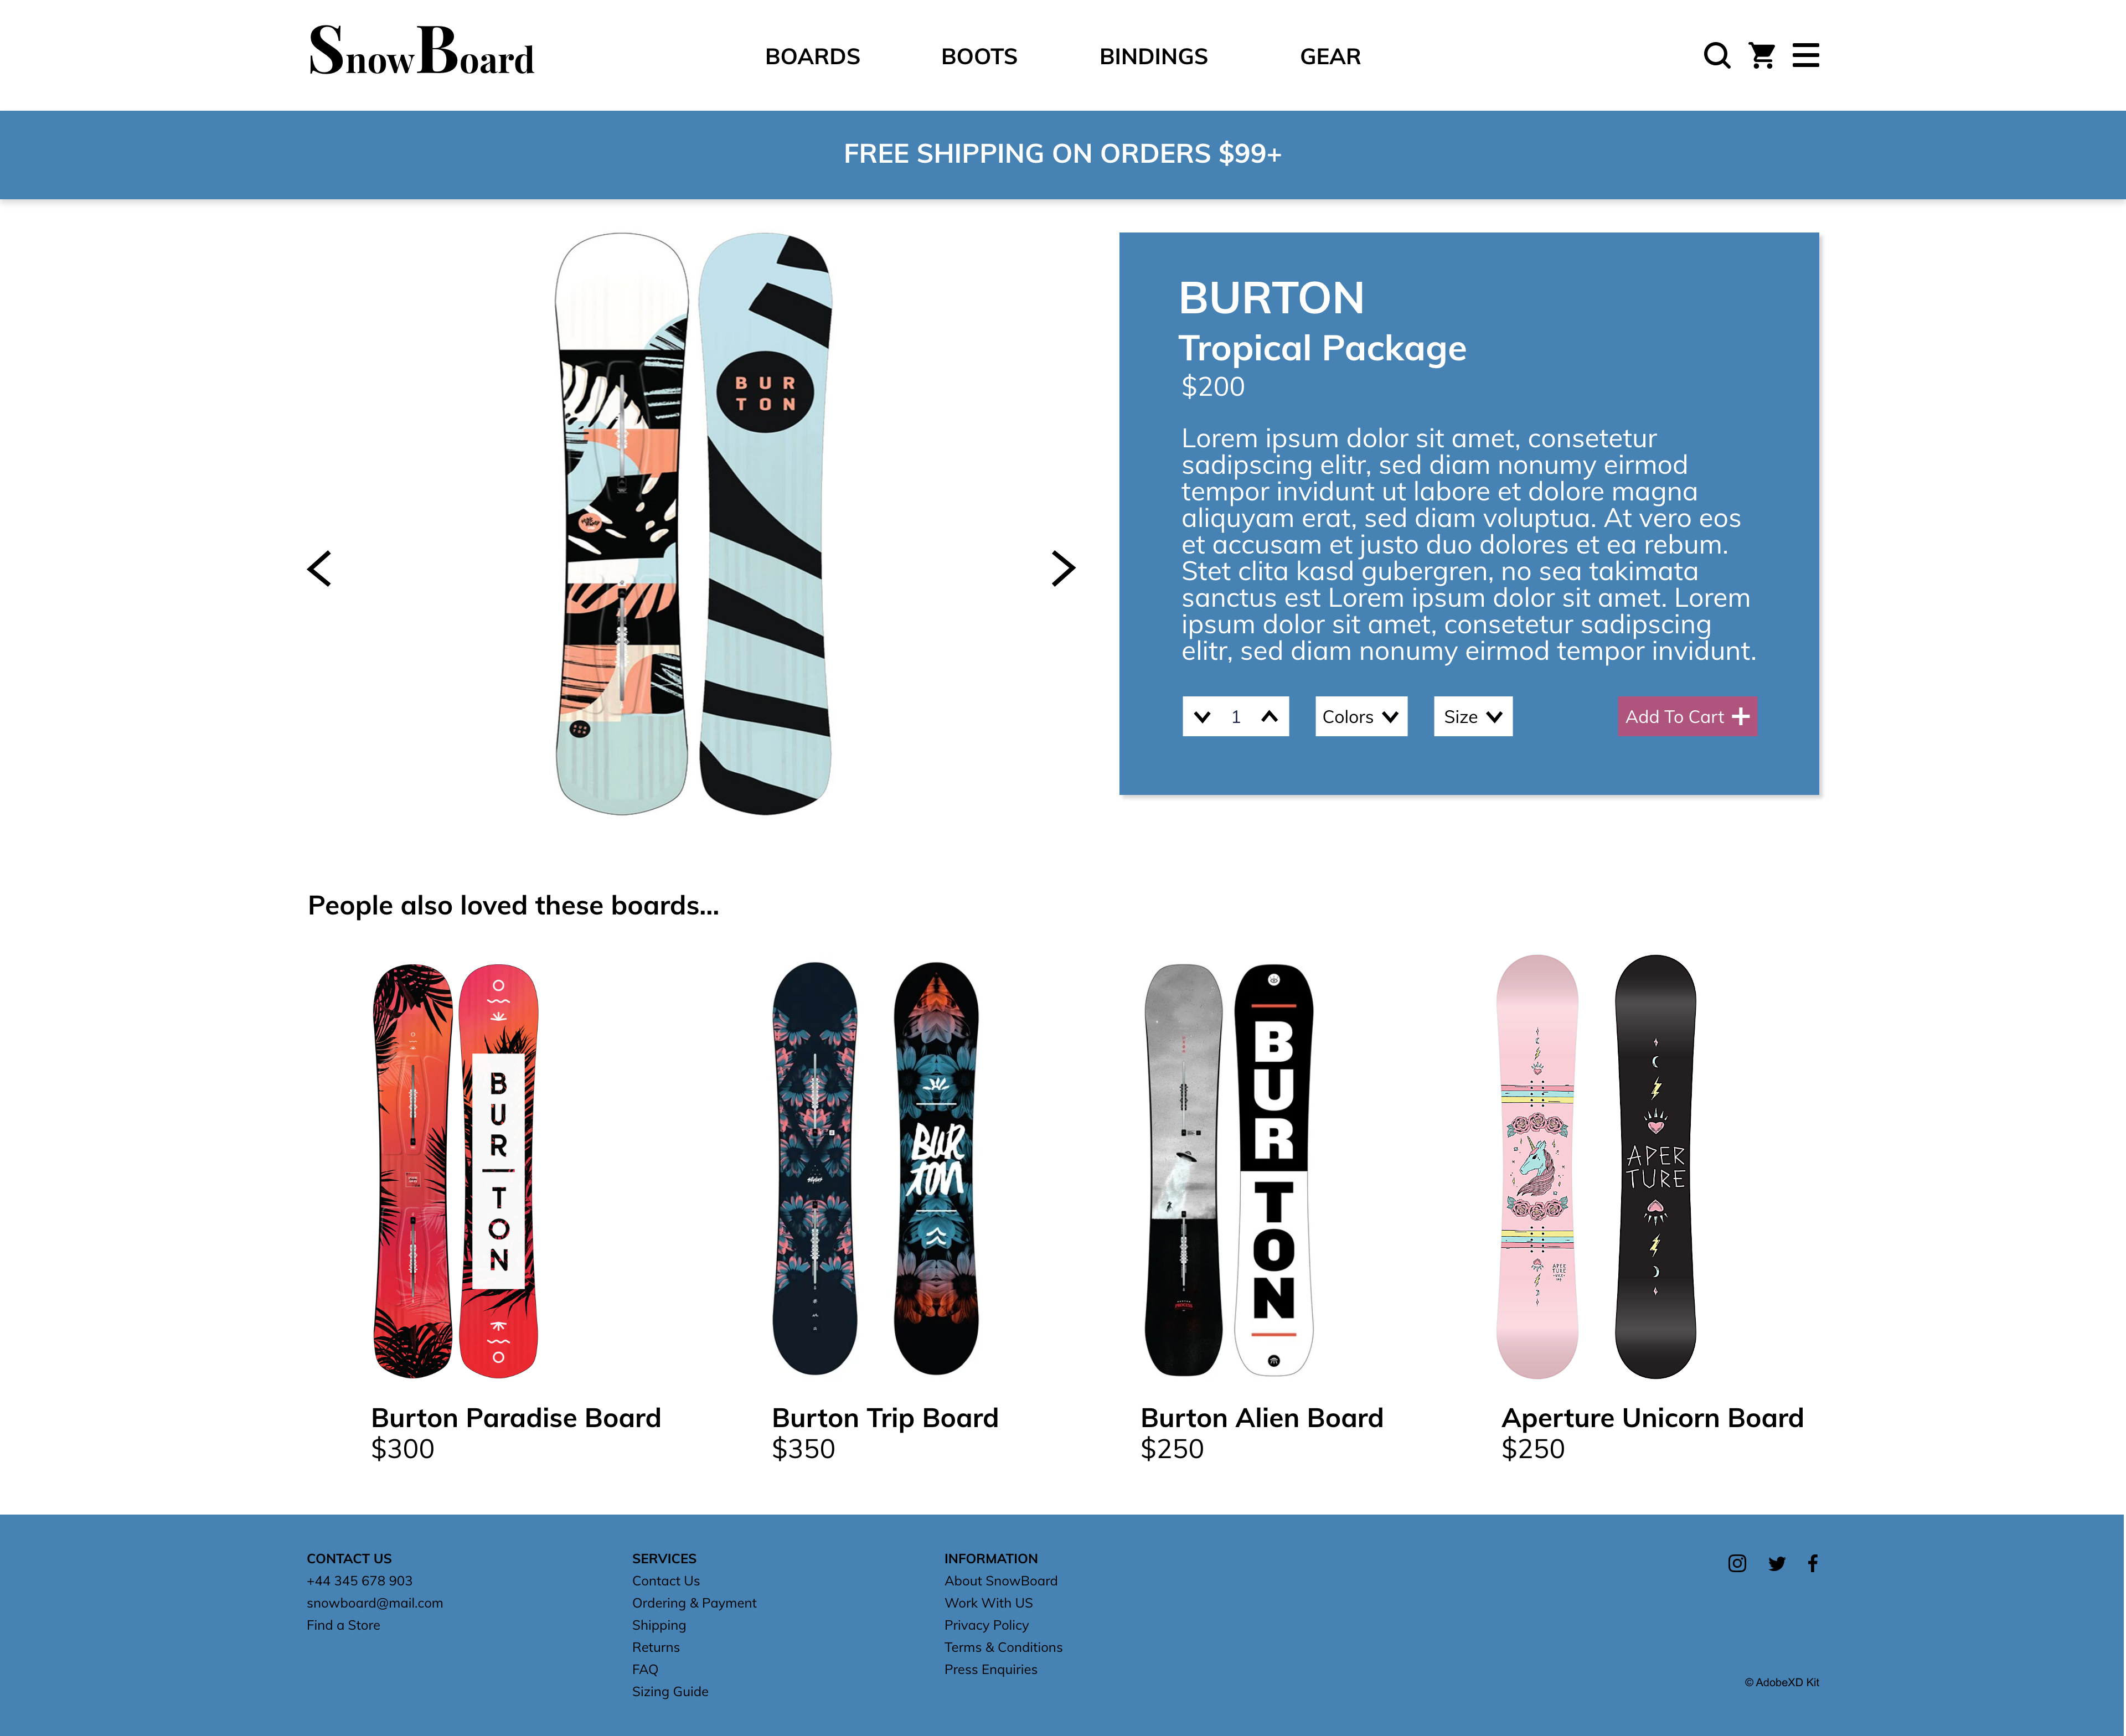 SnowBoard
BOARDS BOOTS BINDINGS GEAR
FREE SHIPPING ON ORDERS $99+
BUR
TON
BURTON
Tropical Package
$200
Lorem ipsum dolor sit amet, consetetur
sadipscing elitr, sed diam nonumy eirmod
tempor invidunt ut labore et dolore magna
aliquyam erat, sed diam voluptua. At vero eos
et accusam et justo duo dolores et ea rebum.
Stet clita kasd gubergren, no sea takimata
sanctus est Lorem ipsum dolor sit amet. Lorem
ipsum dolor sit amet, consetetur sadipscing
elitr, sed diam nonumy eirmod tempor invidunt.
1 Colors Size Add To Cart
People also loved these boards...
BURTON
BUR
TON
BURTON
APER
TURE
Burton Paradise Board
$300
Burton Trip Board
$350
Burton Alien Board
$250
Aperture Unicorn Board
$250
CONTACT US
+44 345 678 903
snowboard@mail.com
Find a Store
SERVICES
Contact Us
Ordering & Payment
Shipping
Returns
FAQ
Sizing Guide
INFORMATION
About SnowBoard
Work With US
Privacy Policy
Terms & Conditions
Press Enquiries
© AdobeXD Kit